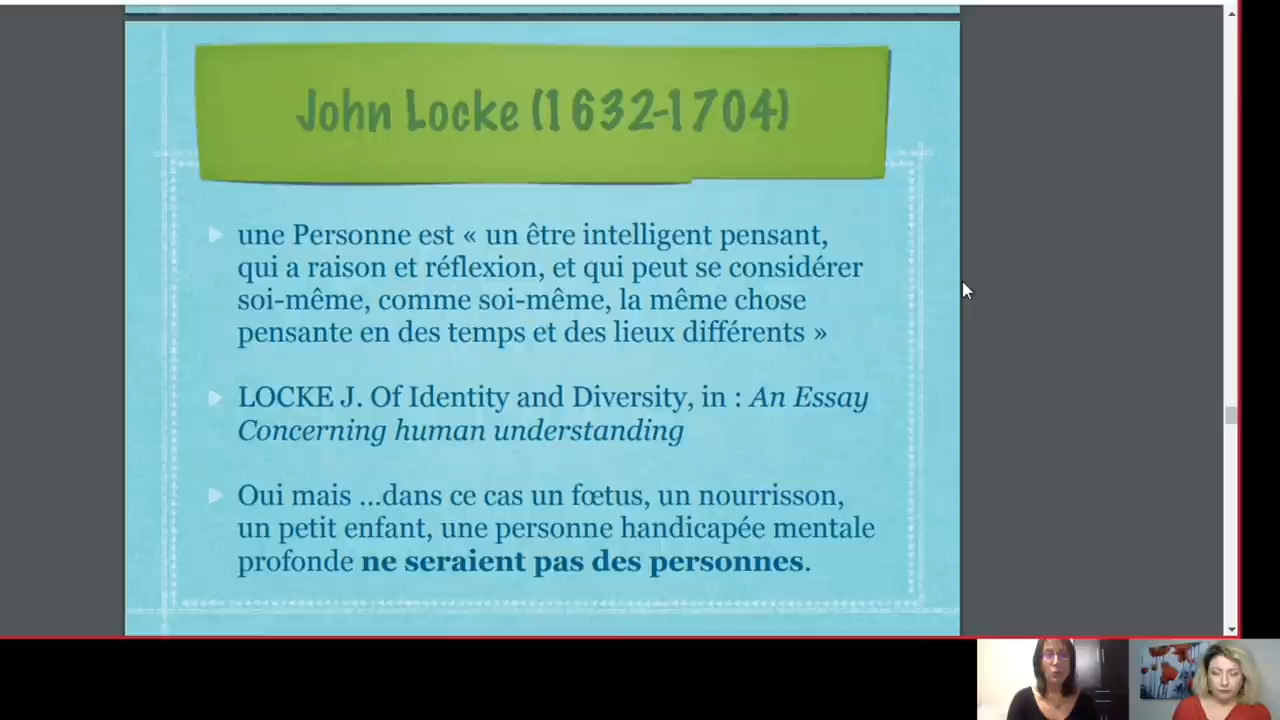 John Locke (1632-1704)
une Personne est « un être intelligent pensant,
qui a raison et réflexion, et qui peut se considérer
soi-même, comme soi-même, la même chose
pensante en des temps et des lieux différents »
LOCKE J. Of Identity and Diversity, in : An Essay
Concerning human understanding
Oui mais ...dans ce cas un fœtus, un nourrisson,
un petit enfant, une personne handicapée mentale
profonde ne seraient pas des personnes.